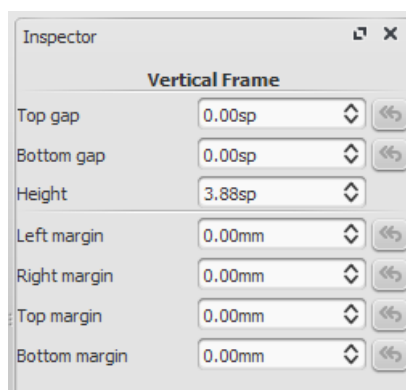 Inspector
Vertical Frame
Top gap 0.00sp
Bottom gap 0.00sp
Height 3.88sp
Left margin 0.00mm
Right margin 0.00mm
Top margin 0.00mm
Bottom margin 0.00mm